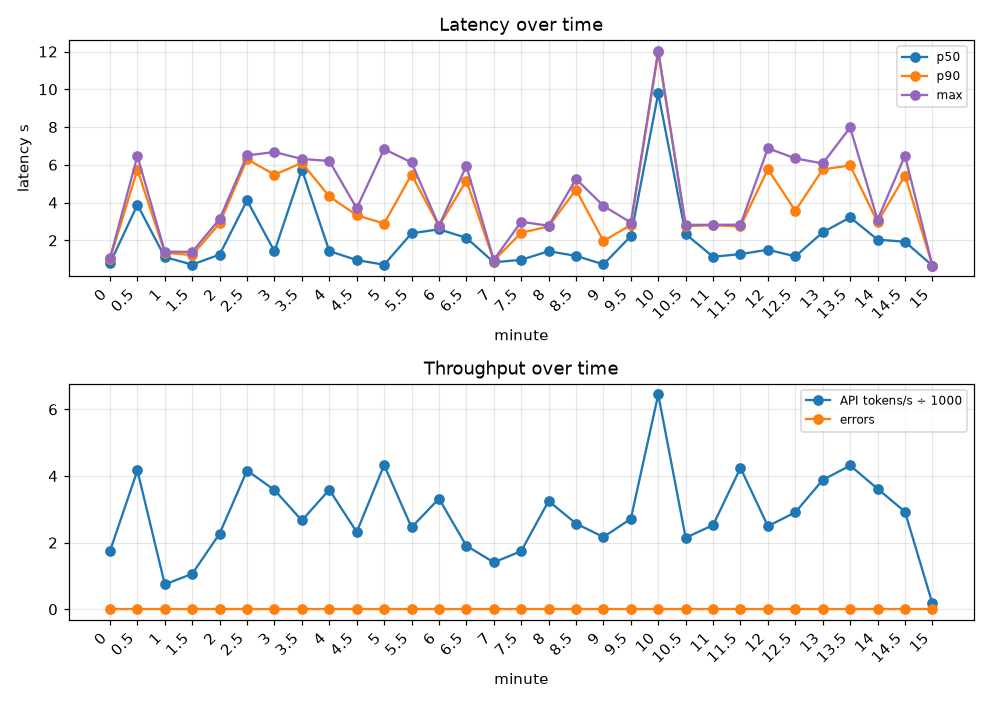 Latency over time
latency s
12
10
8
6
4
2
p50
p90
max
0 0.5 1 1.5 2 2.5 3 3.5 4 4.5 5 5.5 6 6.5 7 7.5 8 8.5 9 9.5 10 10.5 11 11.5 12 12.5 13 13.5 14 14.5 15
minute
Throughput over time
6
4
2
0
API tokens/s ÷ 1000
errors
0 0.5 1 1.5 2 2.5 3 3.5 4 4.5 5 5.5 6 6.5 7 7.5 8 8.5 9 9.5 10 10.5 11 11.5 12 12.5 13 13.5 14 14.5 15
minute